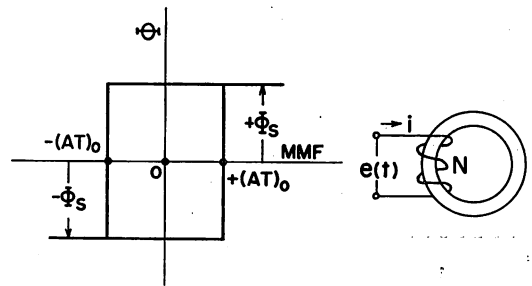 Φ
+Φs
-(AT)₀
MMF
0
+(AT)₀
-Φs
i
e(t)
N